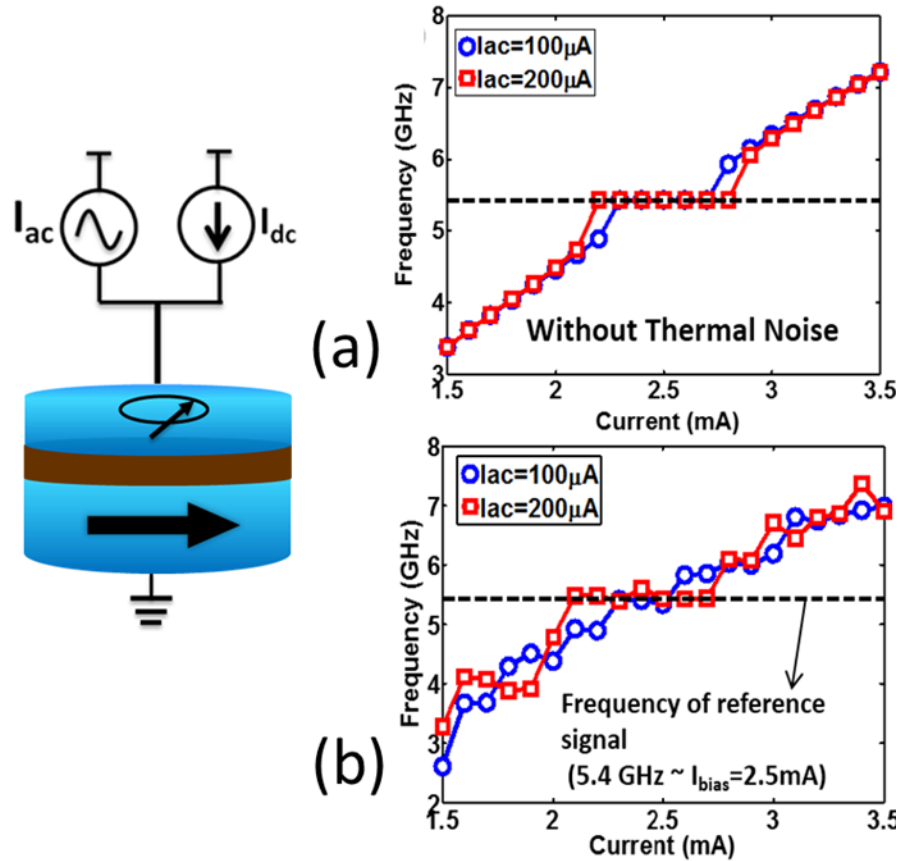 I_ac
I_dc
(a)
8
7
6
5
4
3
Frequency (GHz)
Iac=100μA
Iac=200μA
Without Thermal Noise
1.5
2
2.5
3
3.5
Current (mA)
(b)
8
7
6
5
4
3
2
Frequency (GHz)
Iac=100μA
Iac=200μA
Frequency of reference
signal
(5.4 GHz ~ I_bias=2.5mA)
1.5
2
2.5
3
3.5
Current (mA)